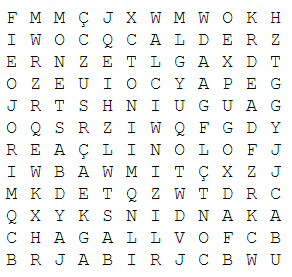 F M M Ç J X W M W O K H
I W O C Q C A L D E R Z
E R N Z E T L G A X D T
O Z E U I O C Y A P E G
J R T S H N I U G U A G
O Q S R Z I W Q F G D Y
R E A Ç L I N O L O F J
I W B A W M I T Ç X Z J
M K D E T Q Z W T D R C
Q X Y K S N I D N A K A
C H A G A L L V O F C B
B R J A B I R J C B W U